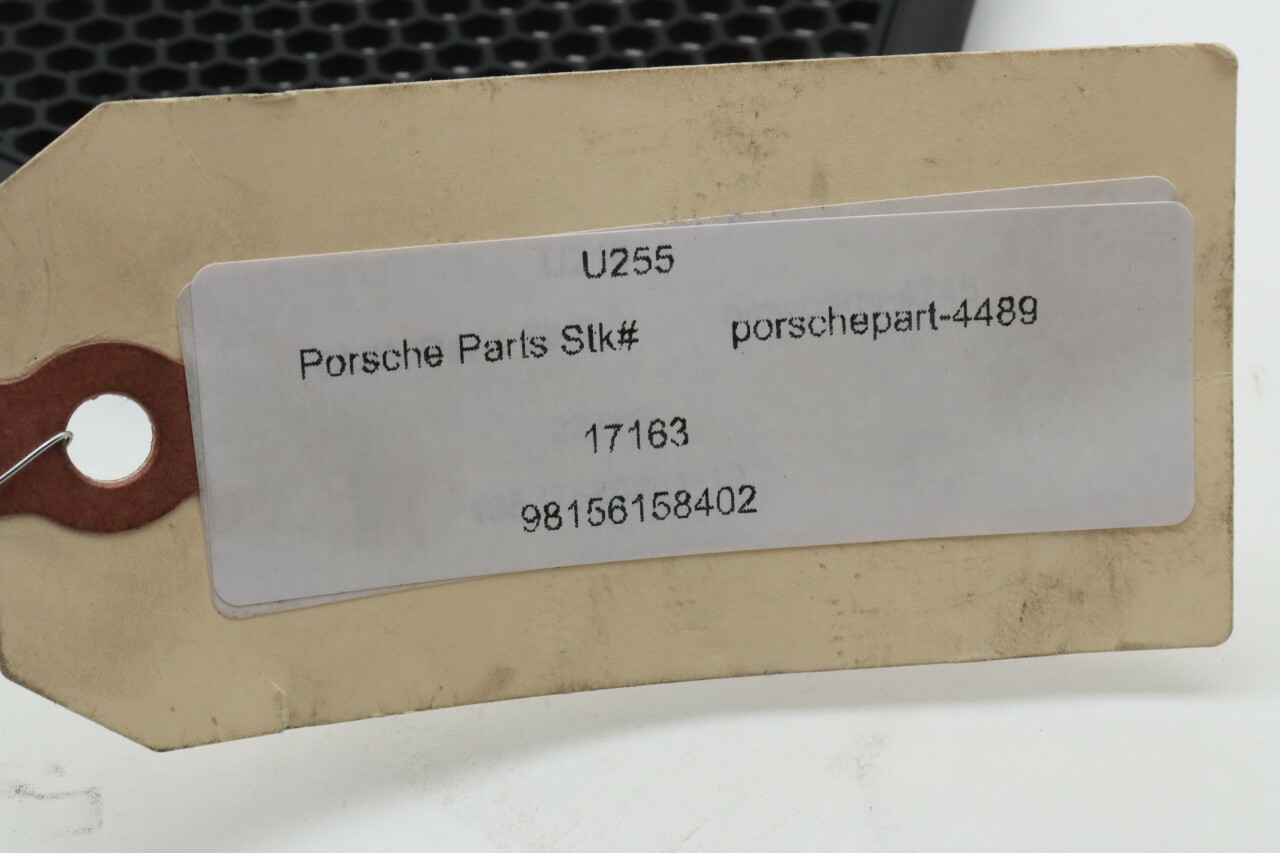 U255
Porsche Parts Stk# porschepart-4489
17163
98156158402